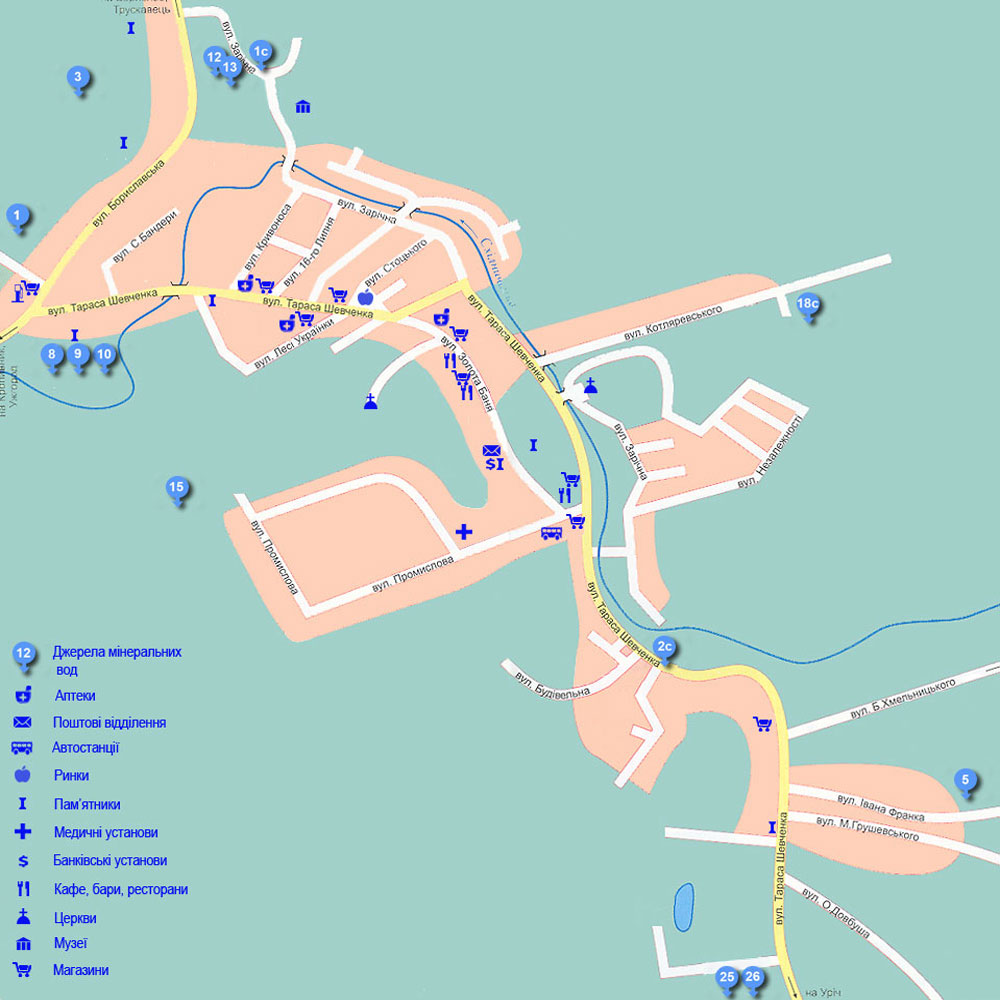 Трускавець
вул. Зарічна
12
13
1с
3
1
вул. Бориславська
вул. С.Бандери
вул. Кривоноса
вул. 16-го Липня
вул. Зарічна
вул. Стоцького
Східничанка
вул. Тараса Шевченка
вул. Тараса Шевченка
вул. Лесі Українки
вул. Тараса Шевченка
вул. Котляревського
18с
8
9
10
Ужгород
вул. Золота Баня
вул. Зарічна
вул. Незалежності
15
$
вул. Промислова
вул. Промислова
вул. Тараса Шевченка
2с
вул. Будівельна
вул. Б.Хмельницького
5
вул. Івана Франка
вул. М.Грушевського
вул. Тараса Шевченка
вул. О.Довбуша
25
26
на Уріч
12
Джерела мінеральних
вод
Аптеки
Поштові відділення
Автостанції
Ринки
Пам'ятники
Медичні установи
$
Банківські установи
Кафе, бари, ресторани
Церкви
Музеї
Магазини